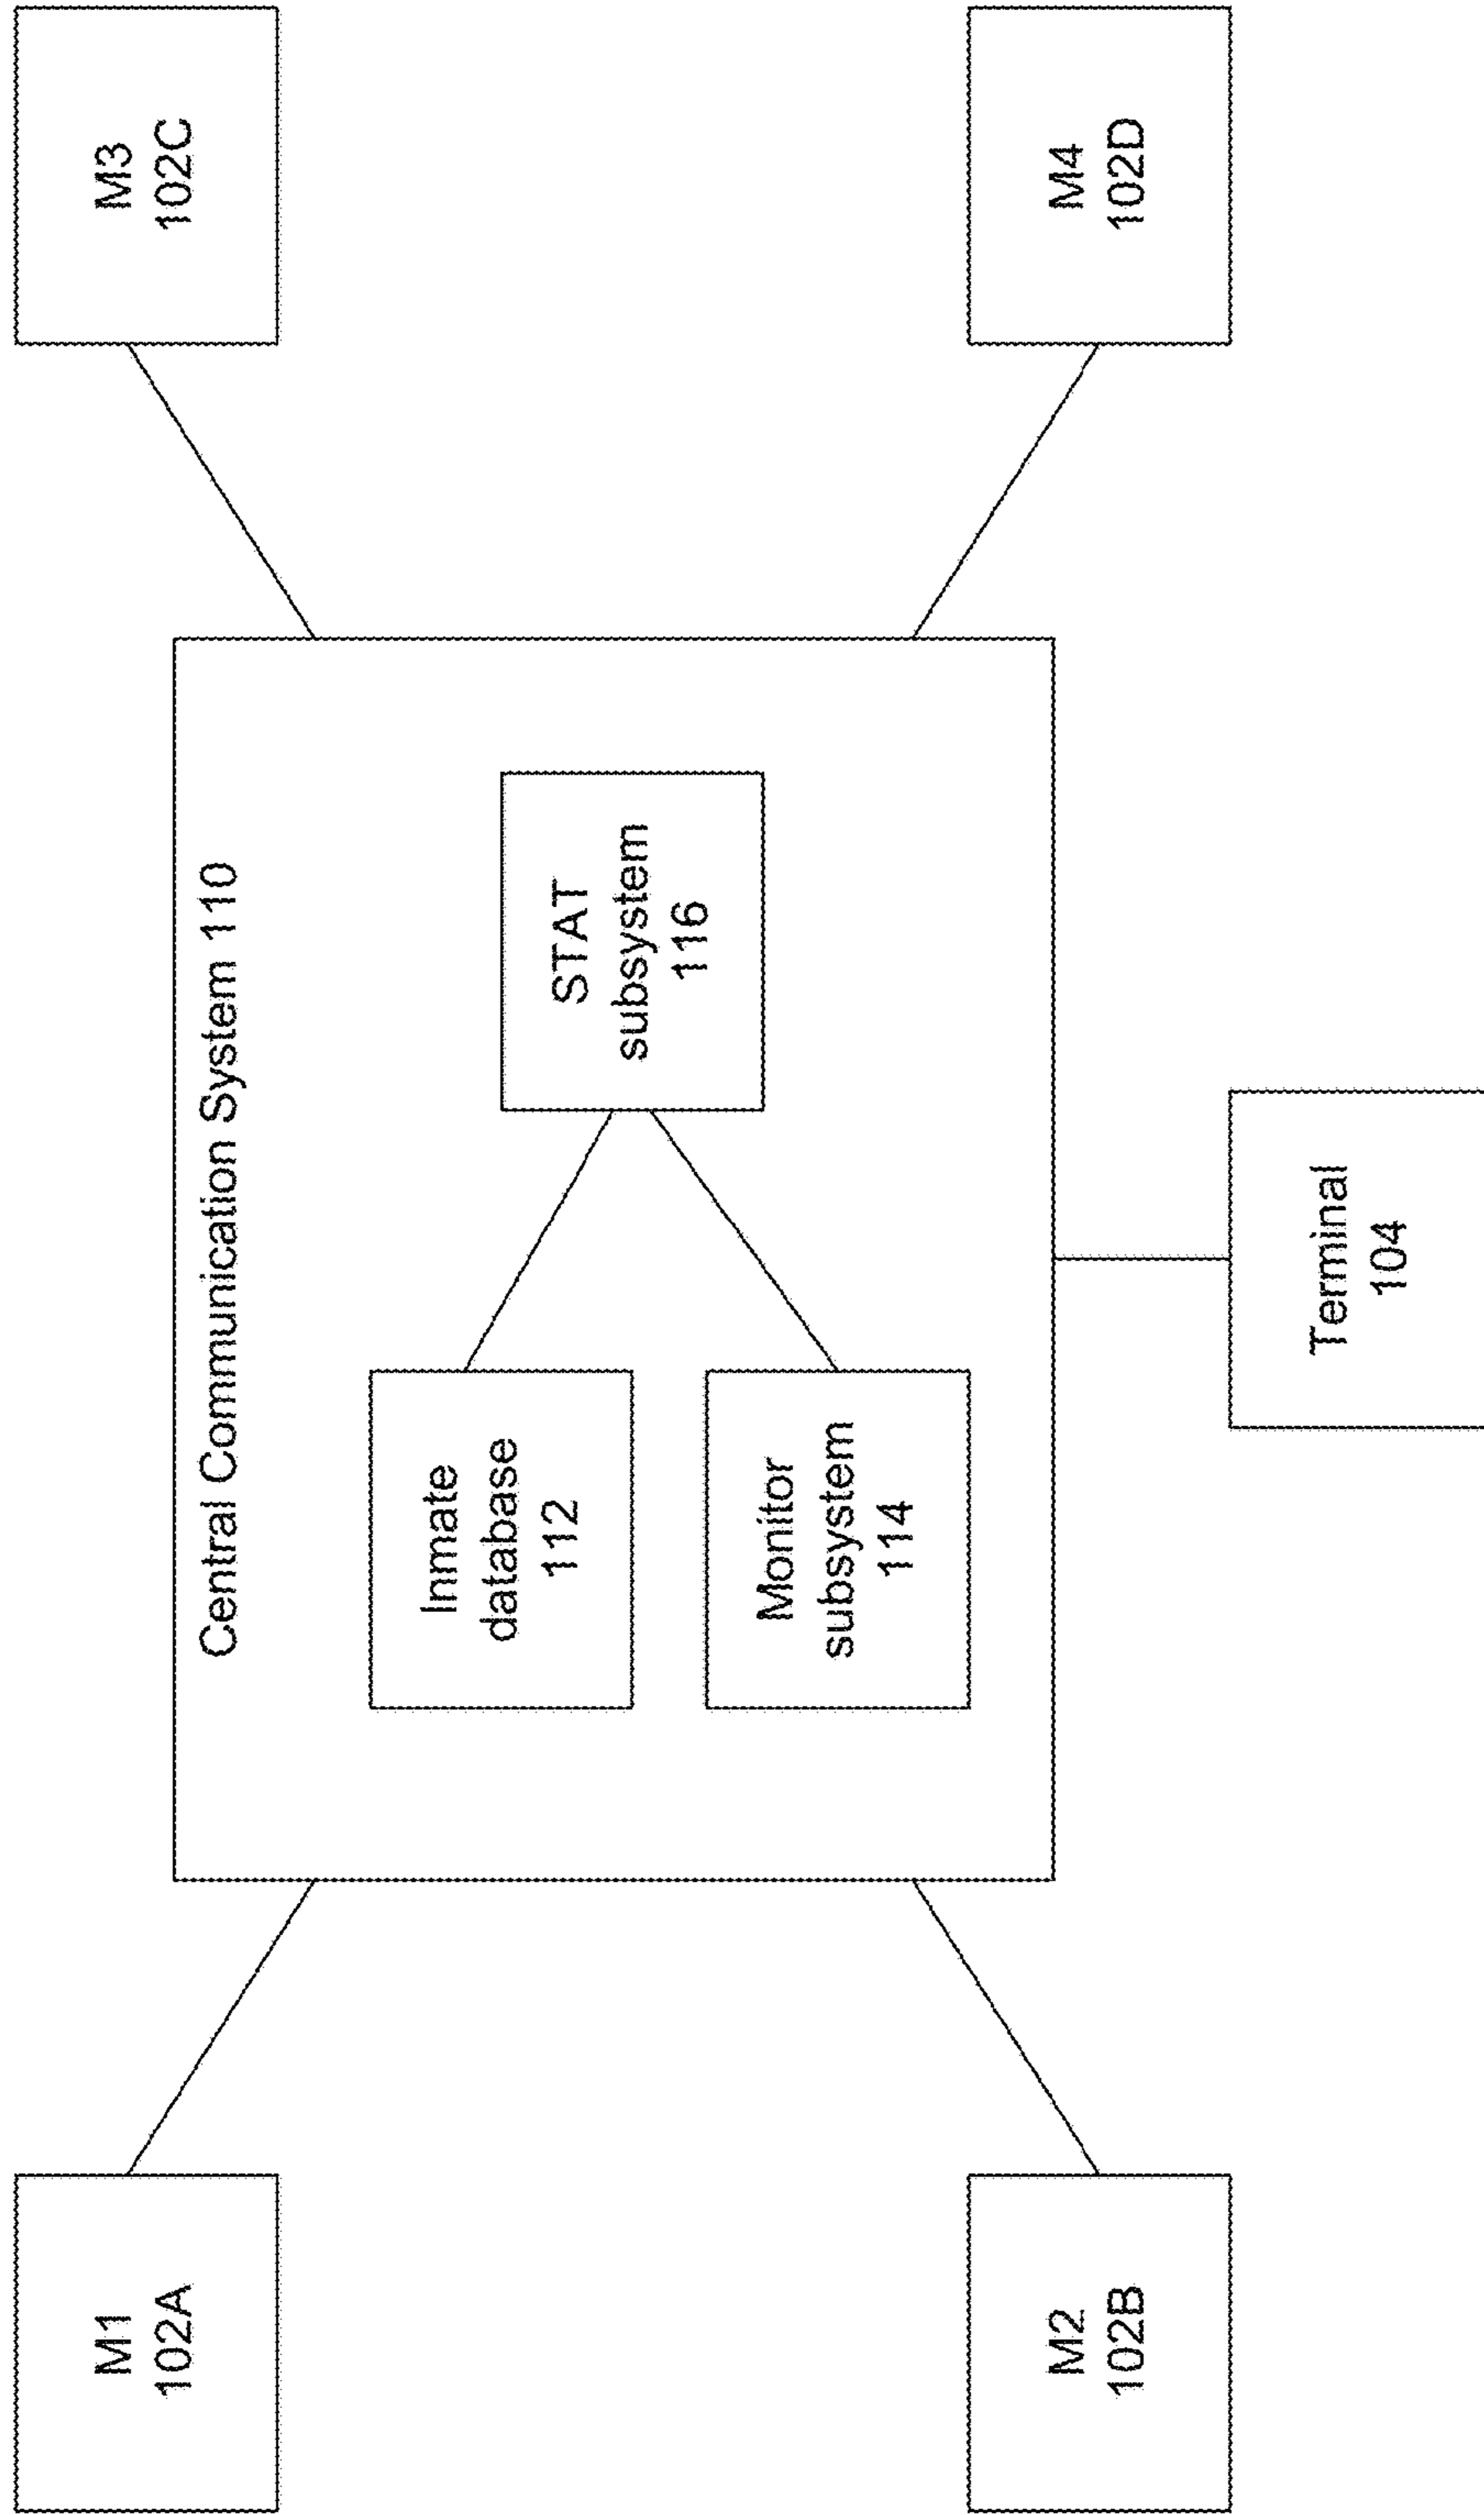 M1
102A
M3
102C
Central Communication System 110
Inmate
database
112
STAT
subsystem
116
Monitor
subsystem
114
M2
102B
M4
102D
Terminal
104